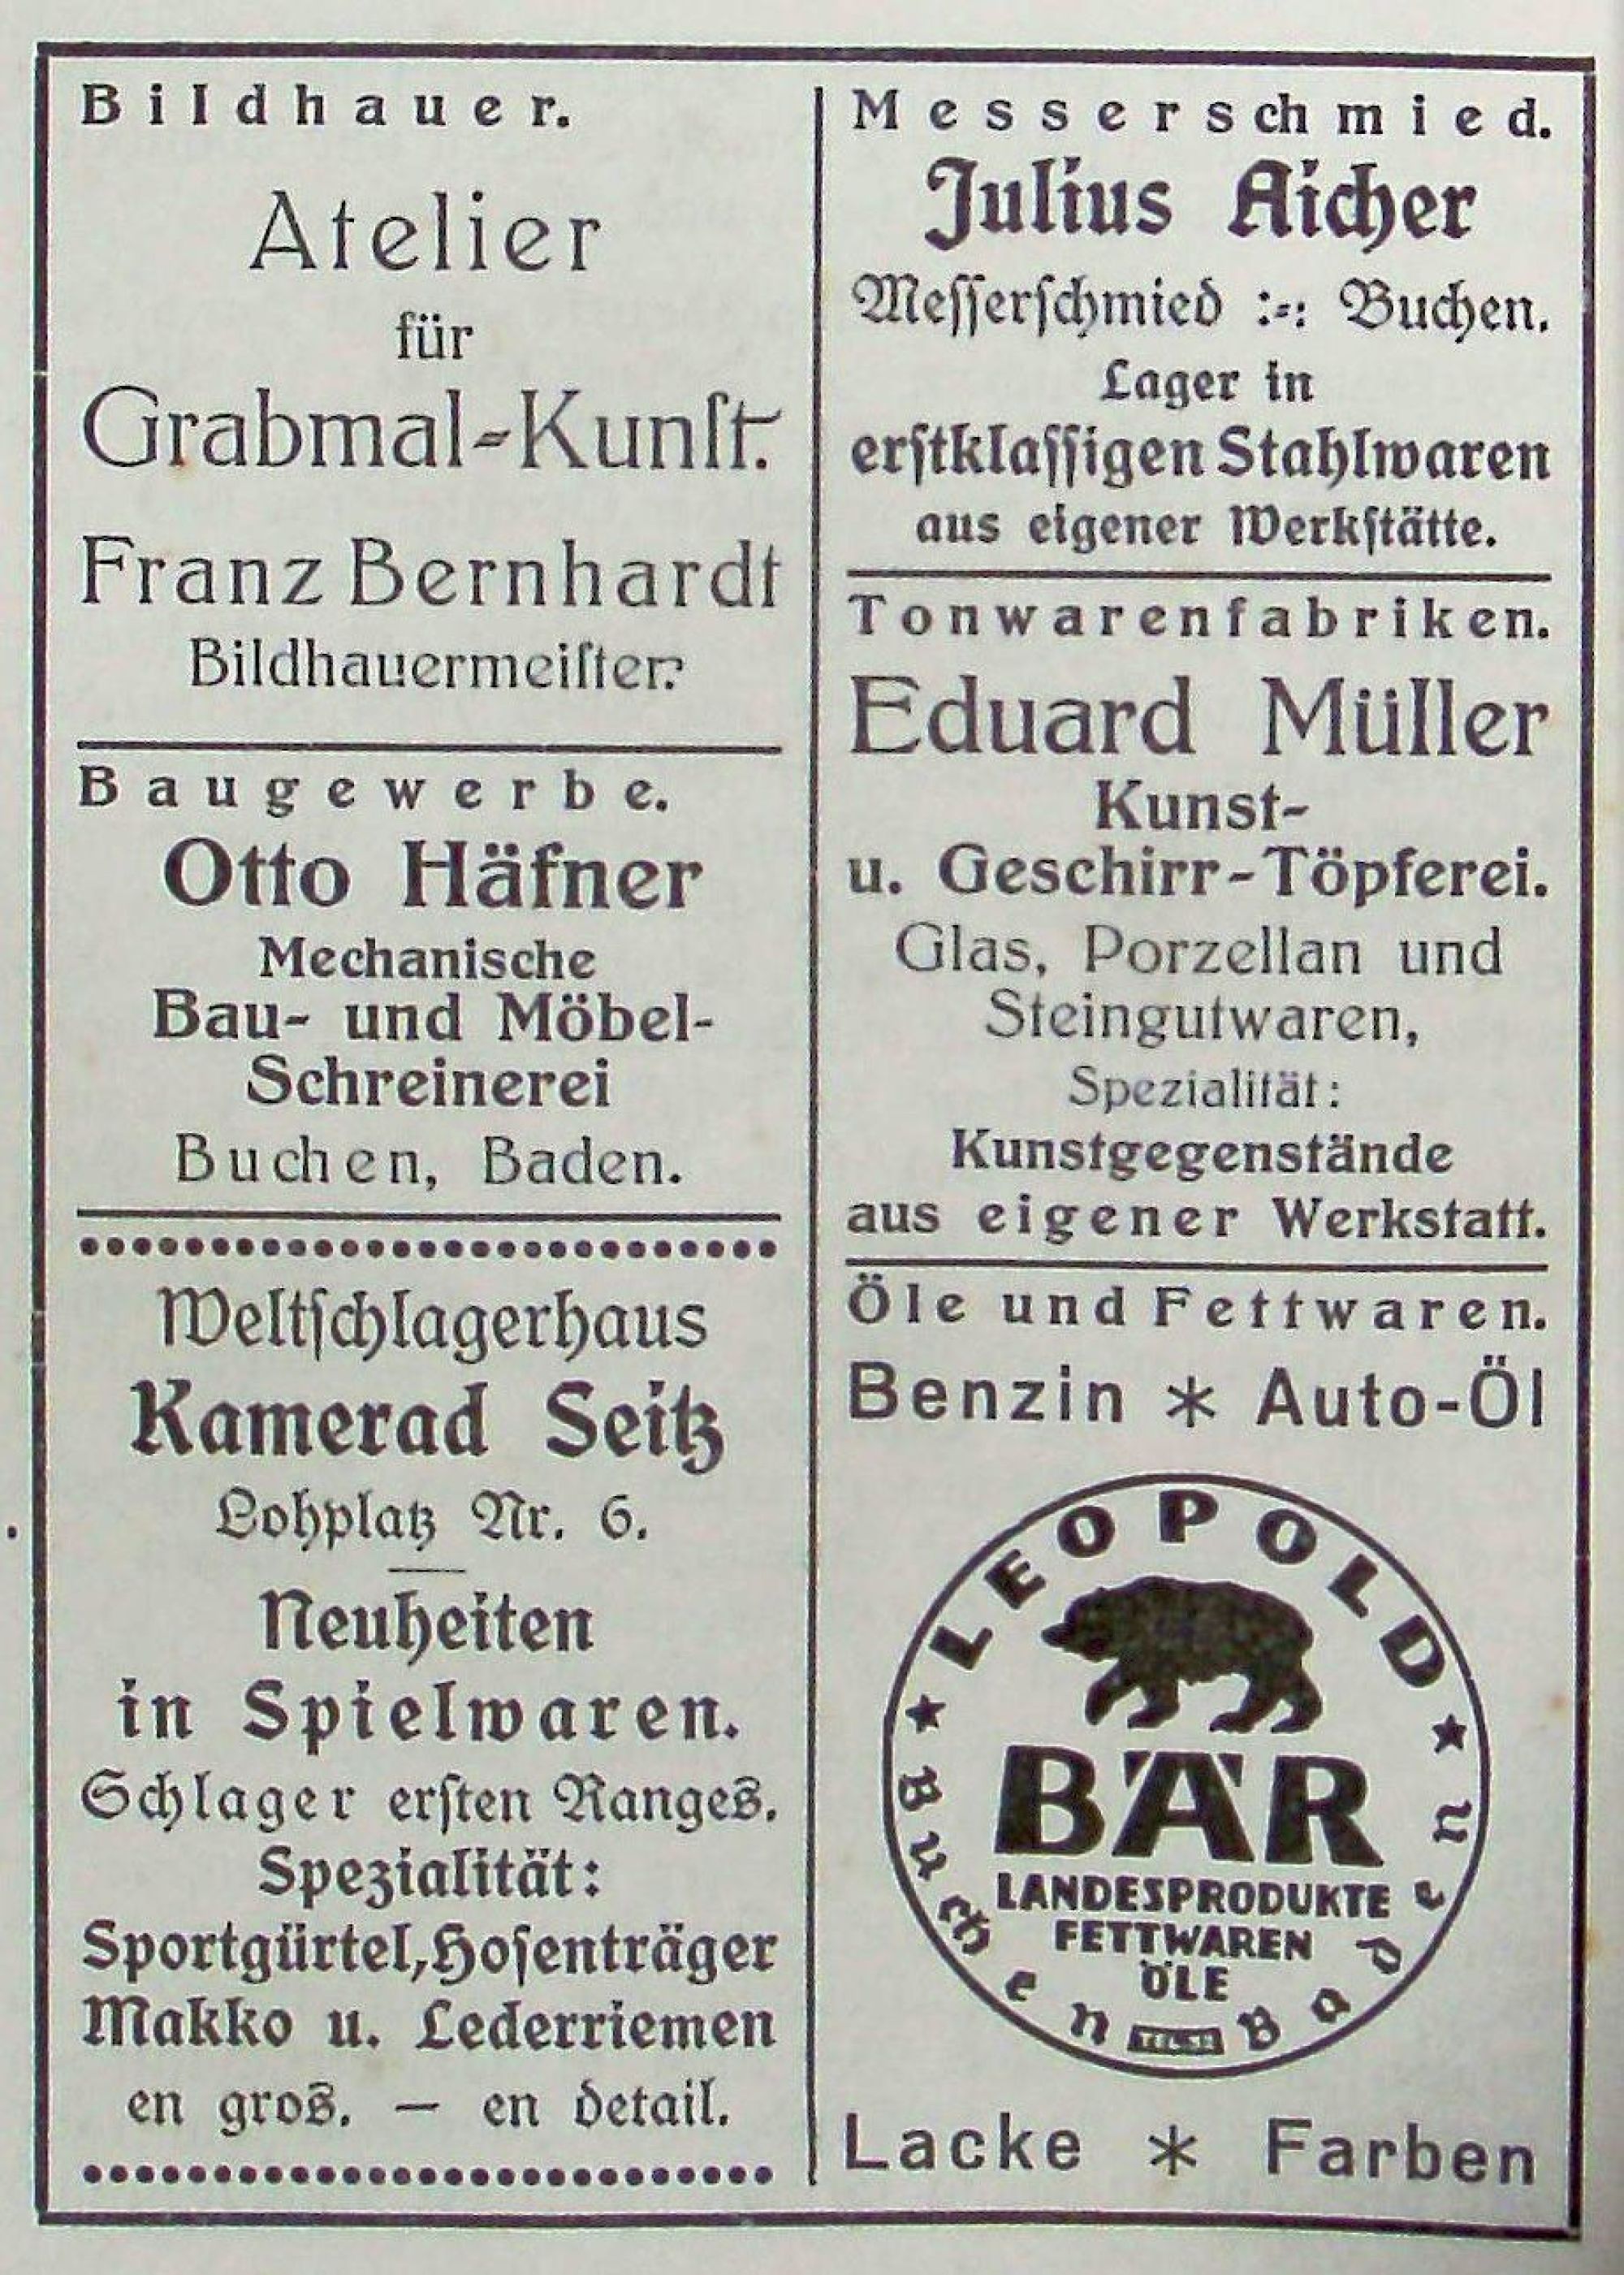 Bildhauer.
Atelier
für
Grabmal-Kunſt.
Franz Bernhardt
Bildhauermeiſter.
Baugewerbe.
Otto Häfner
Mechanische
Bau- und Möbel-
Schreinerei
Buchen, Baden.
Weltſchlagerhaus
Kamerad Seitz
Lohplatz Nr. 6.
Neuheiten
in Spielwaren.
Schlager erſten Ranges.
Spezialität:
Sportgürtel, Hoſenträger
Makko u. Lederriemen
en gros. — en detail.
Messerschmied.
Julius Aicher
Meſſerſchmied :-: Buchen.
Lager in
erſtklaſſigen Stahlwaren
aus eigener Werkſtätte.
Tonwarenfabriken.
Eduard Müller
Kunst-
u. Geschirr-Töpferei.
Glas, Porzellan und
Steingutwaren,
Spezialität:
Kunstgegenstände
aus eigener Werkstatt.
Öle und Fettwaren.
Benzin * Auto-Öl
LEOPOLD
BÄR
LANDESPRODUKTE
FETTWAREN
ÖLE
★ Buchen Baden ★
Lacke * Farben